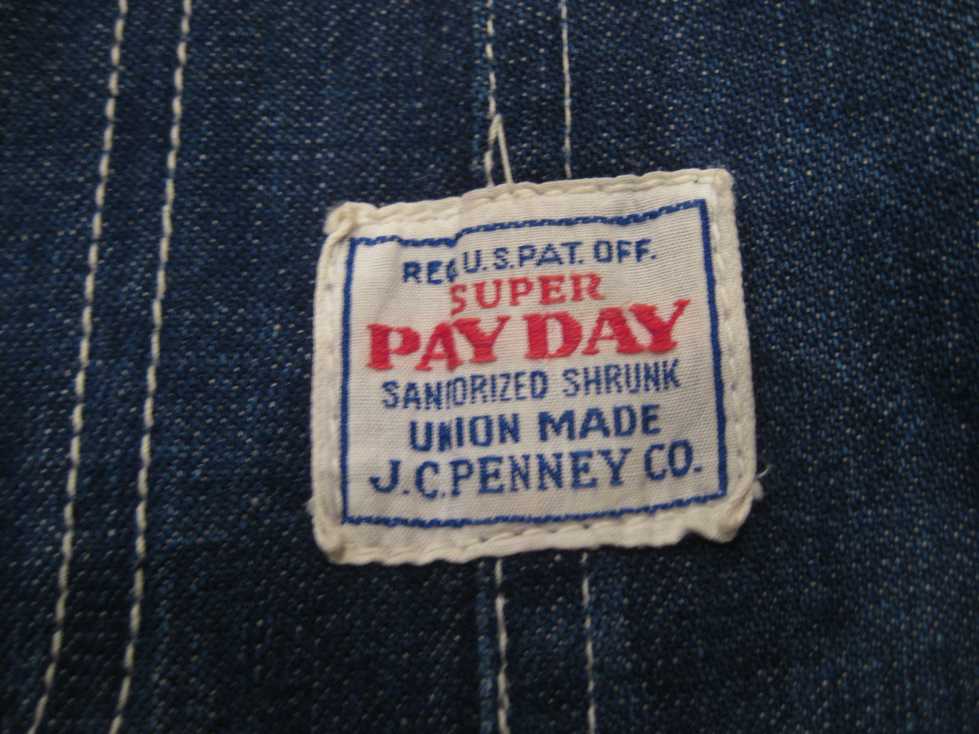 REG U.S.PAT. OFF.
SUPER
PAY DAY
SANFORIZED SHRUNK
UNION MADE
J.C.PENNEY CO.